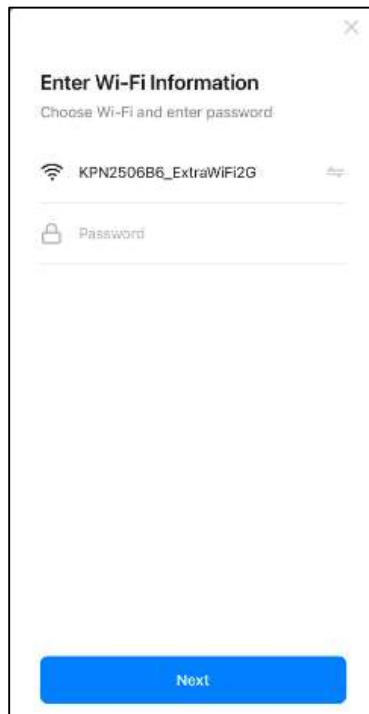 Enter Wi-Fi Information
Choose Wi-Fi and enter password
KPN2506B6_ExtraWiFi2G
Password
Next